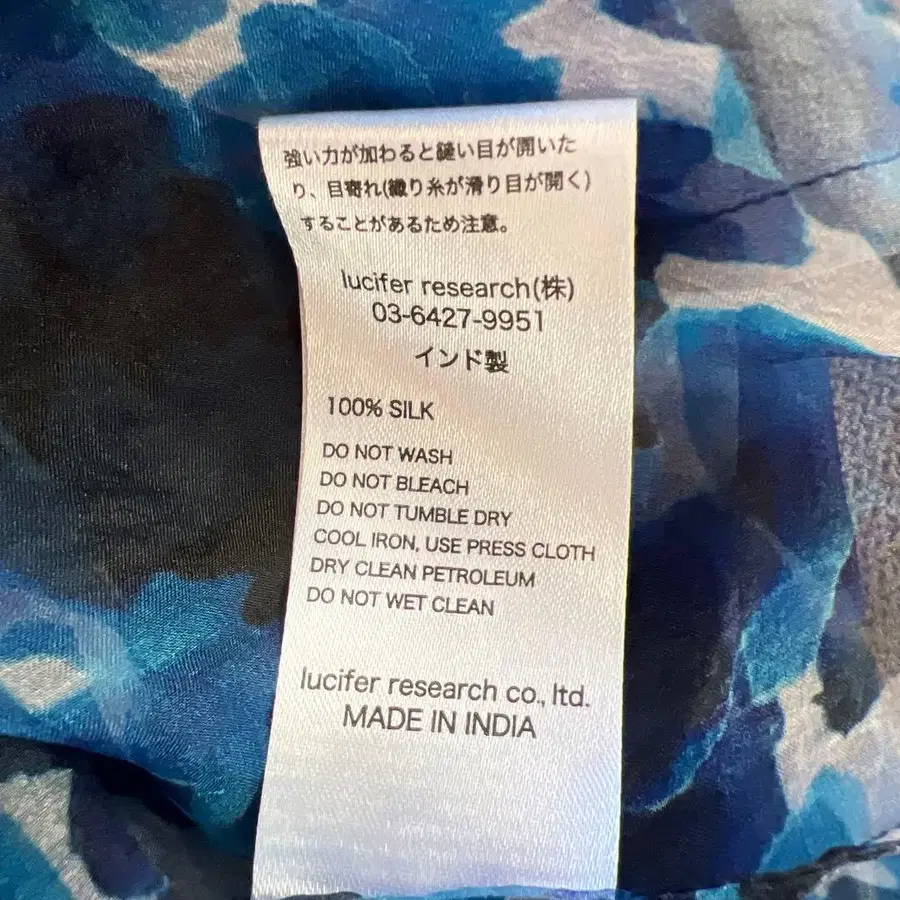 強い力が加わると縫い目が開いた
り、目寄れ(織り糸が滑り目が開く)
することがあるため注意。
lucifer research(株)
03-6427-9951
インド製
100% SILK
DO NOT WASH
DO NOT BLEACH
DO NOT TUMBLE DRY
COOL IRON, USE PRESS CLOTH
DRY CLEAN PETROLEUM
DO NOT WET CLEAN
lucifer research co., ltd.
MADE IN INDIA